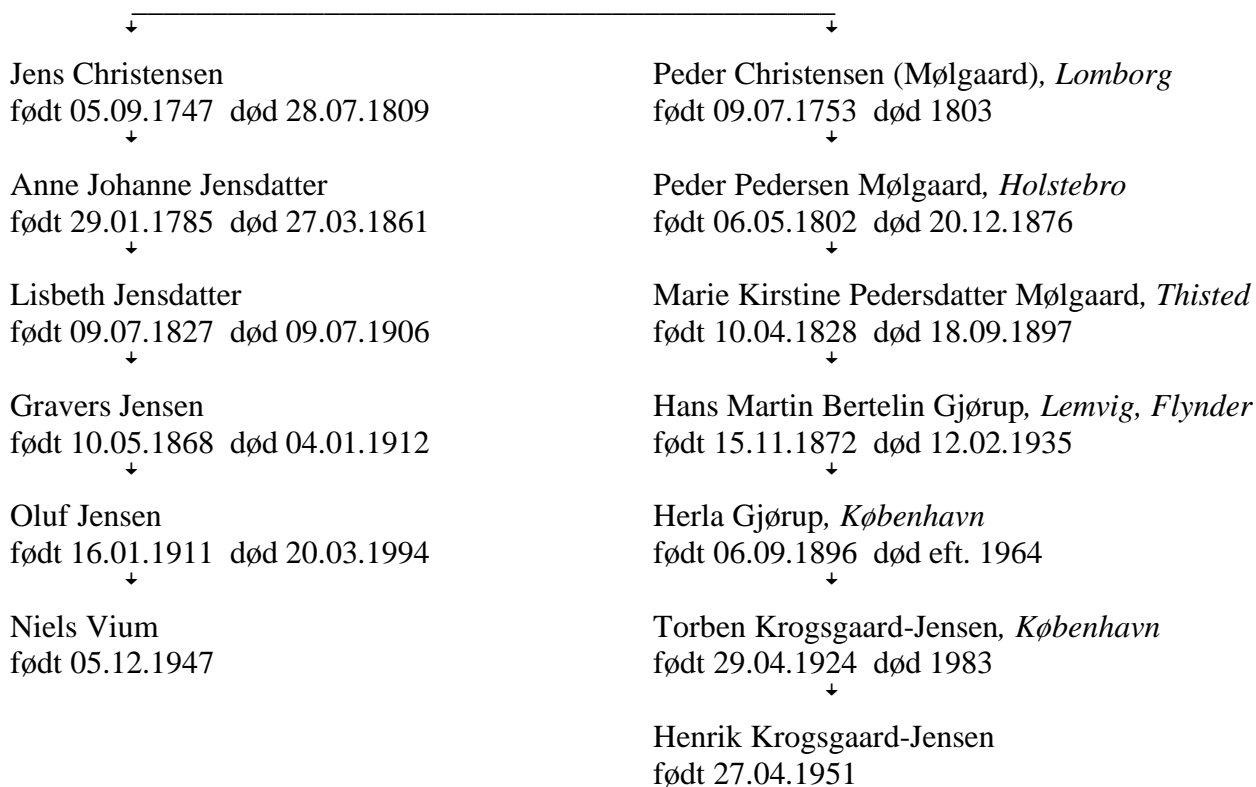 Jens Christensen
født 05.09.1747 død 28.07.1809
Anne Johanne Jensdatter
født 29.01.1785 død 27.03.1861
Lisbeth Jensdatter
født 09.07.1827 død 09.07.1906
Gravers Jensen
født 10.05.1868 død 04.01.1912
Oluf Jensen
født 16.01.1911 død 20.03.1994
Niels Vium
født 05.12.1947
Peder Christensen (Mølgaard), Lomborg
født 09.07.1753 død 1803
Peder Pedersen Mølgaard, Holstebro
født 06.05.1802 død 20.12.1876
Marie Kirstine Pedersdatter Mølgaard, Thisted
født 10.04.1828 død 18.09.1897
Hans Martin Bertelin Gjørup, Lemvig, Flynder
født 15.11.1872 død 12.02.1935
Herla Gjørup, København
født 06.09.1896 død eft. 1964
Torben Krogsgaard-Jensen, København
født 29.04.1924 død 1983
Henrik Krogsgaard-Jensen
født 27.04.1951